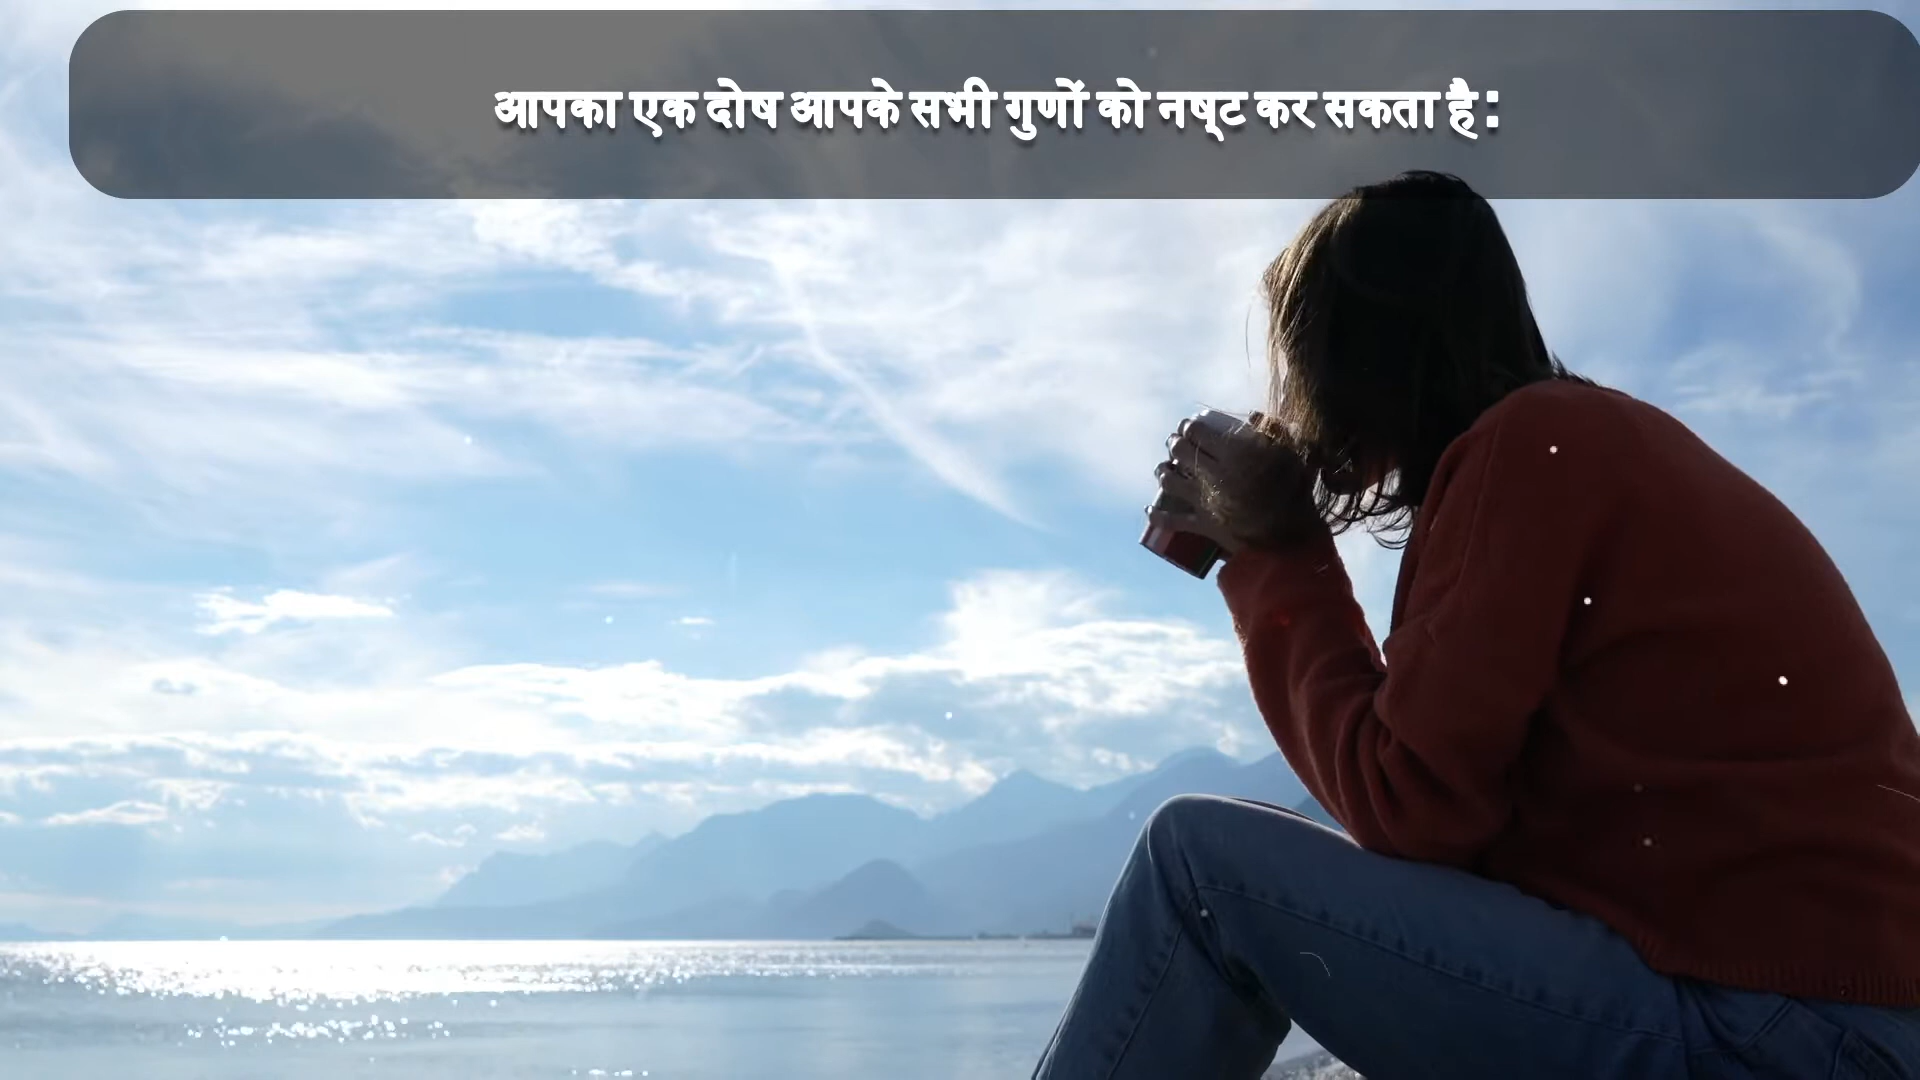 आपका एक दोष आपके सभी गुणों को नष्ट कर सकता है :